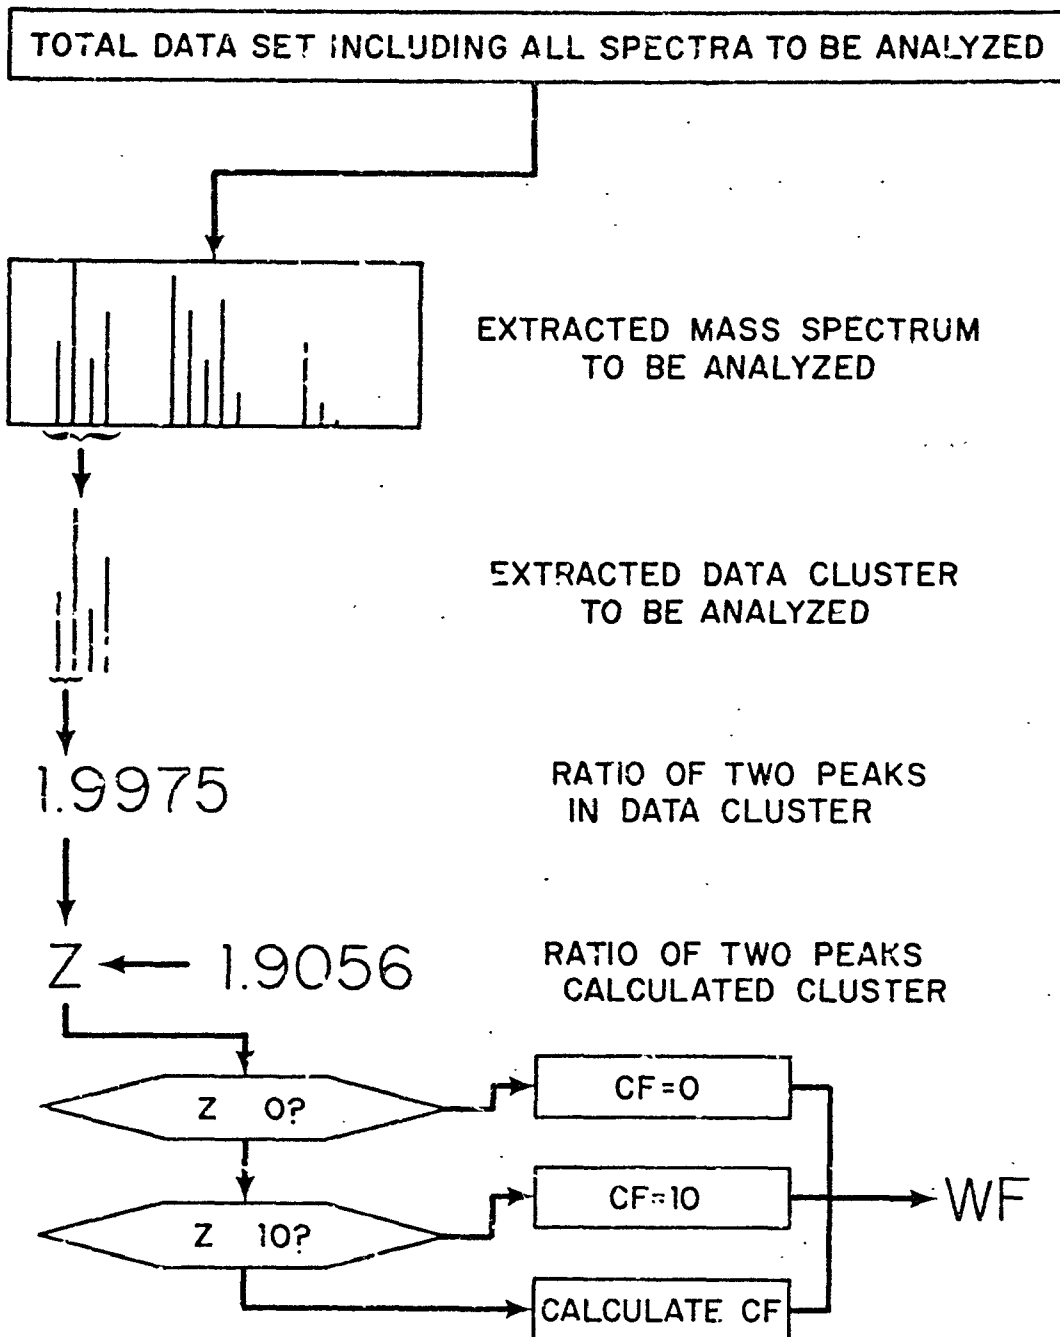 TOTAL DATA SET INCLUDING ALL SPECTRA TO BE ANALYZED
EXTRACTED MASS SPECTRUM
TO BE ANALYZED
EXTRACTED DATA CLUSTER
TO BE ANALYZED
1.9975
RATIO OF TWO PEAKS
IN DATA CLUSTER
Z
1.9056
RATIO OF TWO PEAKS
CALCULATED CLUSTER
Z 0?
CF=0
Z 10?
CF=10
WF
CALCULATE CF